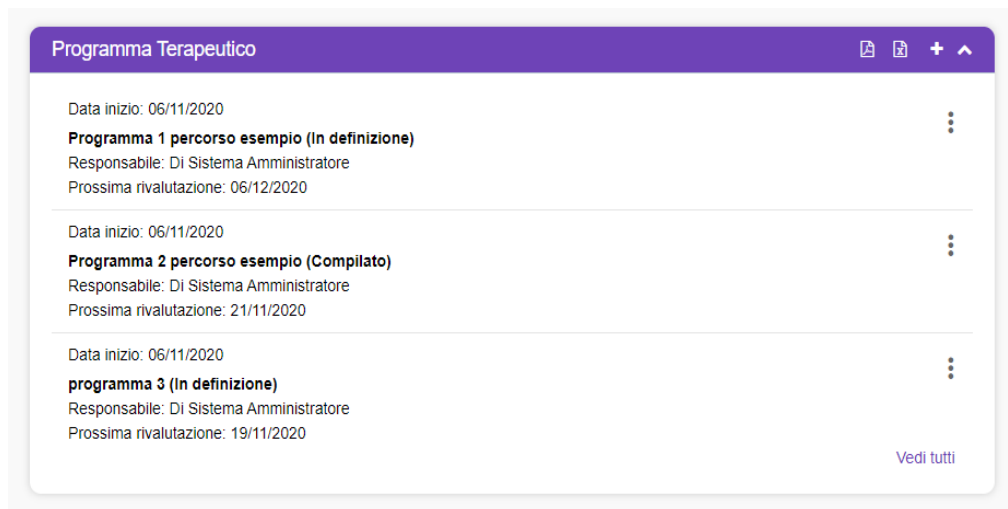 Programma Terapeutico
Data inizio: 06/11/2020
Programma 1 percorso esempio (In definizione)
Responsabile: Di Sistema Amministratore
Prossima rivalutazione: 06/12/2020
Data inizio: 06/11/2020
Programma 2 percorso esempio (Compilato)
Responsabile: Di Sistema Amministratore
Prossima rivalutazione: 21/11/2020
Data inizio: 06/11/2020
programma 3 (In definizione)
Responsabile: Di Sistema Amministratore
Prossima rivalutazione: 19/11/2020
Vedi tutti